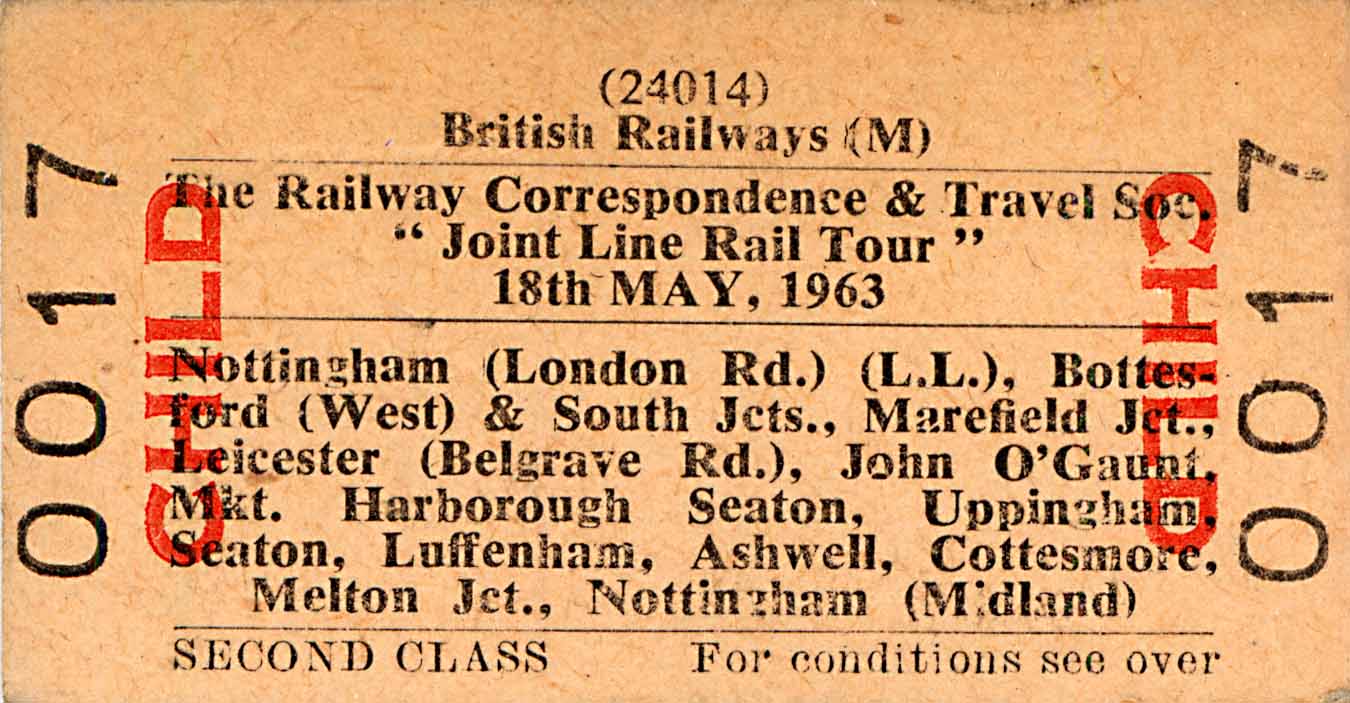 (24014)
British Railways (M)
The Railway Correspondence & Travel Soc.
“ Joint Line Rail Tour ”
18th MAY, 1963
Nottingham (London Rd.) (L.L.), Bottes-
ford (West) & South Jcts., Marefield Jct.,
Leicester (Belgrave Rd.), John O'Gaunt,
Mkt. Harborough Seaton, Uppingham,
Seaton, Luffenham, Ashwell, Cottesmore,
Melton Jct., Nottingham (Midland)
SECOND CLASS For conditions see over
0017
CHILD
CHILD
0017